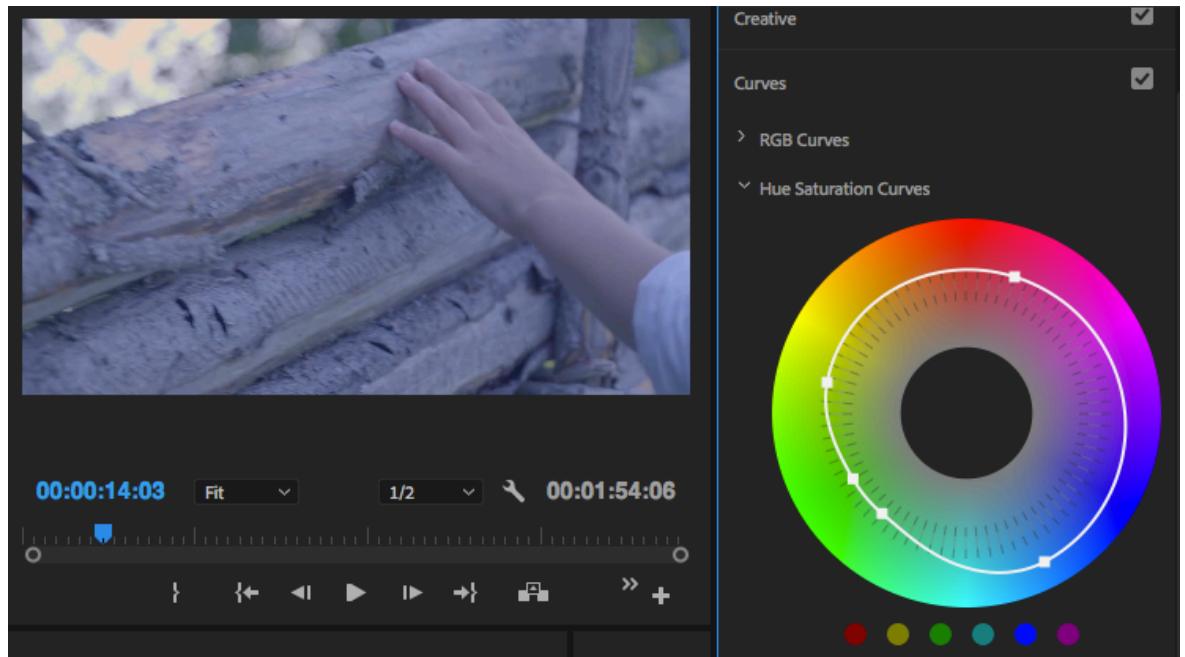 Creative
Curves
RGB Curves
Hue Saturation Curves
00:00:14:03 Fit 1/2 00:01:54:06